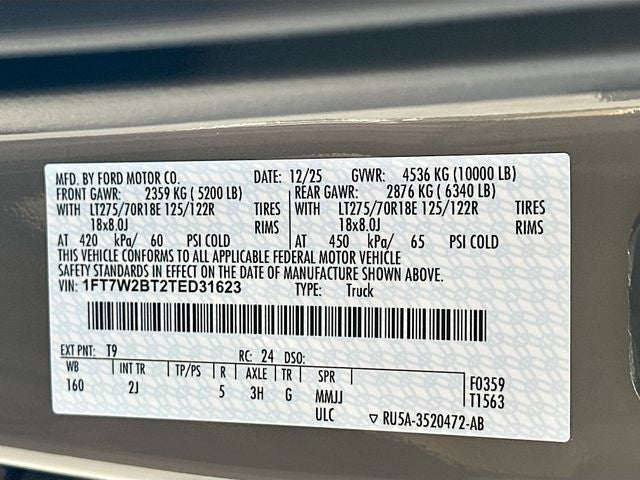 MFD. BY FORD MOTOR CO. DATE: 12/25 GVWR: 4536 KG (10000 LB)
FRONT GAWR: 2359 KG ( 5200 LB) REAR GAWR: 2876 KG ( 6340 LB)
WITH LT275/70R18E 125/122R TIRES WITH LT275/70R18E 125/122R TIRES
18x8.0J RIMS 18x8.0J RIMS
AT 420 kPa/ 60 PSI COLD AT 450 kPa/ 65 PSI COLD
THIS VEHICLE CONFORMS TO ALL APPLICABLE FEDERAL MOTOR VEHICLE
SAFETY STANDARDS IN EFFECT ON THE DATE OF MANUFACTURE SHOWN ABOVE.
VIN: 1FT7W2BT2TED31623 TYPE: Truck
EXT PNT: T9 RC: 24 DSO:
WB INT TR TP/PS R AXLE TR SPR F0359
160 2J 5 3H G MMJJ T1563
ULC ▽ RU5A-3520472-AB